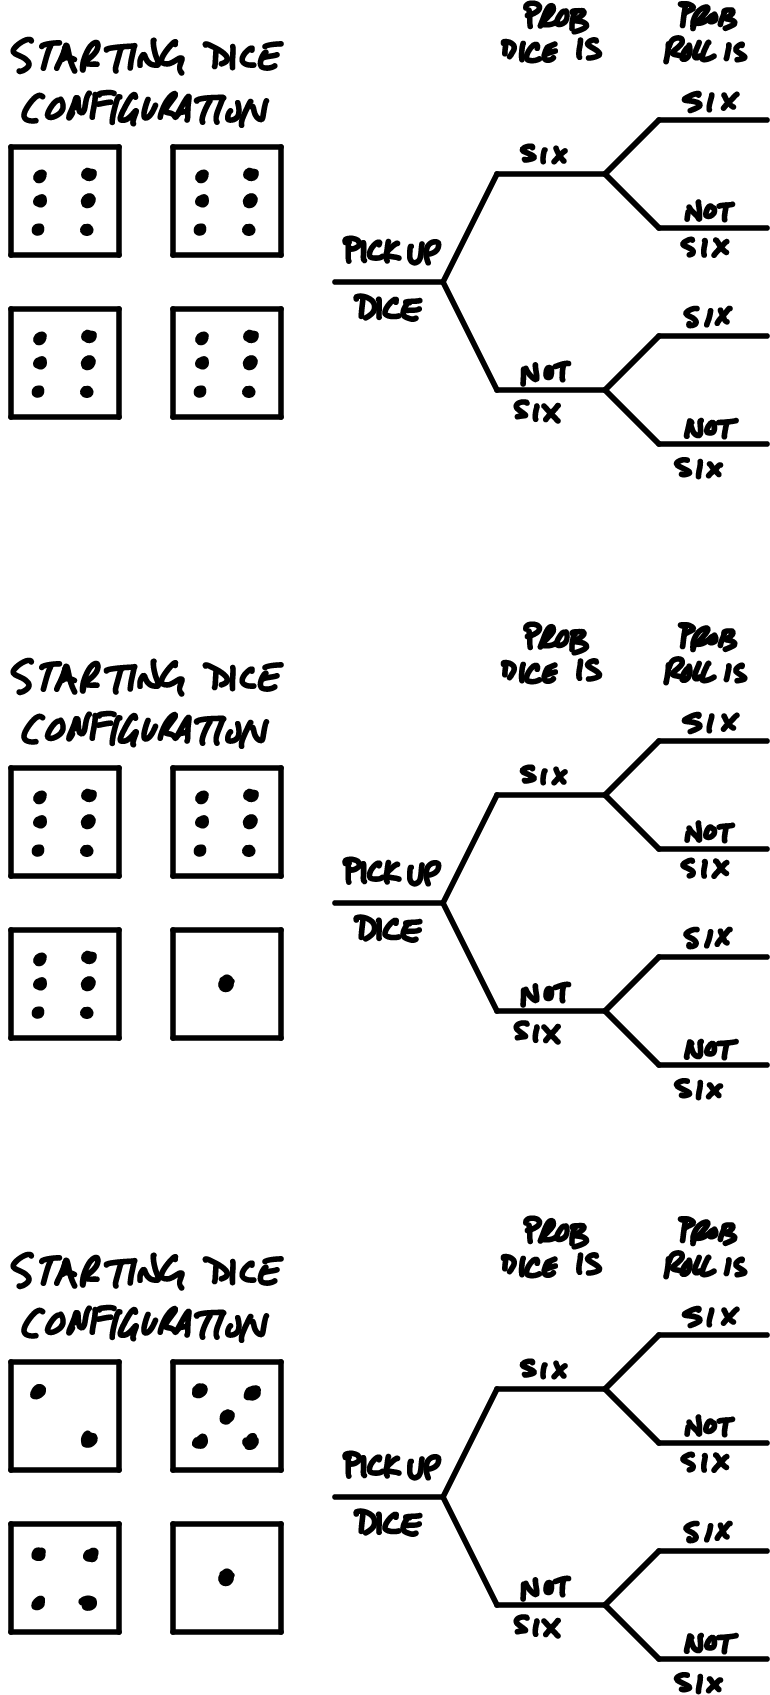 STARTING DICE
CONFIGURATION
PROB
DICE IS
PROB
ROLL IS
PICK UP
DICE
SIX
NOT
SIX
SIX
NOT
SIX
SIX
NOT
SIX
STARTING DICE
CONFIGURATION
PROB
DICE IS
PROB
ROLL IS
PICK UP
DICE
SIX
NOT
SIX
SIX
NOT
SIX
SIX
NOT
SIX
STARTING DICE
CONFIGURATION
PROB
DICE IS
PROB
ROLL IS
PICK UP
DICE
SIX
NOT
SIX
SIX
NOT
SIX
SIX
NOT
SIX